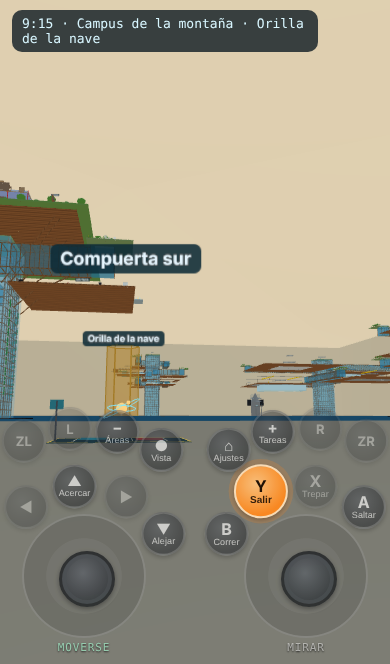 9:15 · Campus de la montaña · Orilla
de la nave
Compuerta sur
Orilla de la nave
ZL
L
−
Áreas
Vista
Ajustes
+
Tareas
R
ZR
Acercar
Y
Salir
X
Trepar
A
Saltar
Alejar
B
Correr
MOVERSE
MIRAR